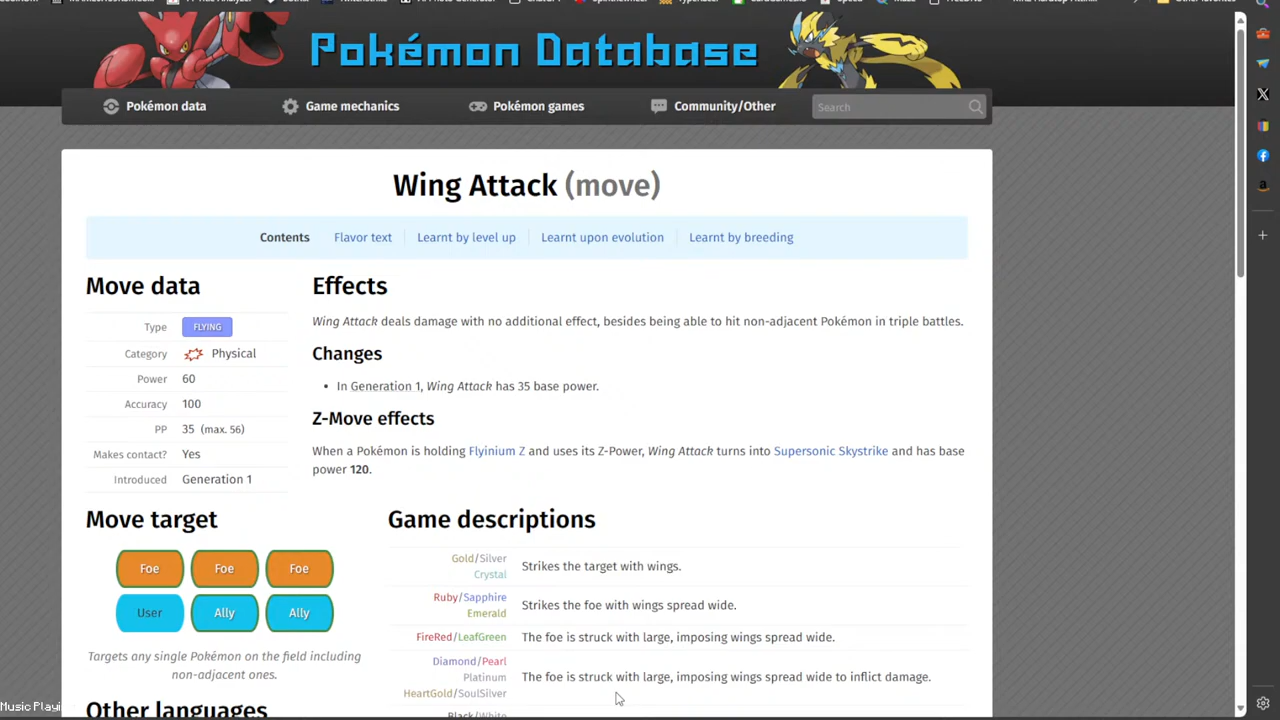 Pokémon Database
Pokémon data
Game mechanics
Pokémon games
Community/Other
Search
Wing Attack (move)
Contents
Flavor text
Learnt by level up
Learnt upon evolution
Learnt by breeding
Move data
Type FLYING
Category Physical
Power 60
Accuracy 100
PP 35 (max. 56)
Makes contact? Yes
Introduced Generation 1
Effects
Wing Attack deals damage with no additional effect, besides being able to hit non-adjacent Pokémon in triple battles.
Changes
• In Generation 1, Wing Attack has 35 base power.
Z-Move effects
When a Pokémon is holding Flyinium Z and uses its Z-Power, Wing Attack turns into Supersonic Skystrike and has base
power 120.
Move target
Foe Foe Foe
User Ally Ally
Targets any single Pokémon on the field including
non-adjacent ones.
Other languages
Game descriptions
Gold/Silver
Crystal
Strikes the target with wings.
Ruby/Sapphire
Emerald
Strikes the foe with wings spread wide.
FireRed/LeafGreen
The foe is struck with large, imposing wings spread wide.
Diamond/Pearl
Platinum
HeartGold/SoulSilver
The foe is struck with large, imposing wings spread wide to inflict damage.
Black/White
Music Playi